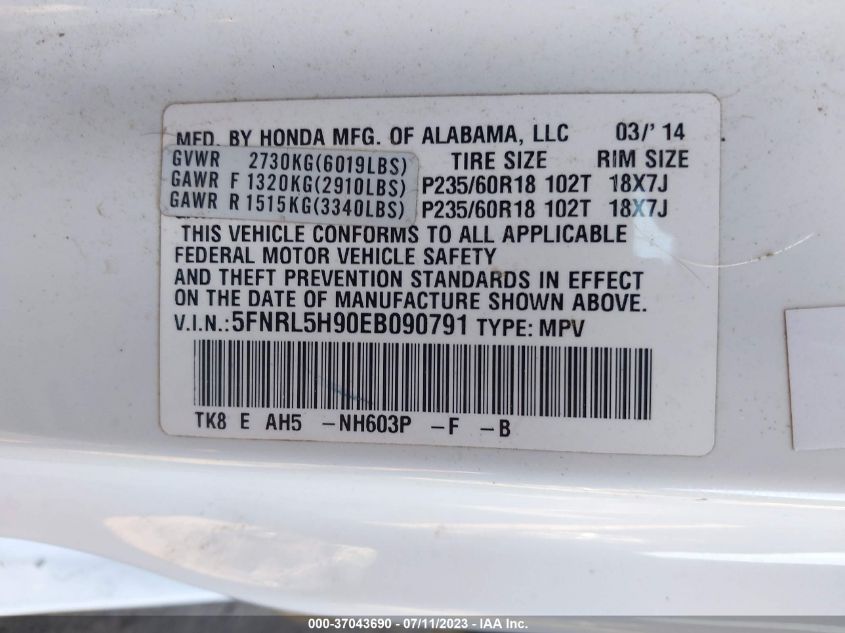 MFD. BY HONDA MFG. OF ALABAMA, LLC 03/' 14
GVWR 2730KG(6019LBS) TIRE SIZE RIM SIZE
GAWR F 1320KG(2910LBS) P235/60R18 102T 18X7J
GAWR R 1515KG(3340LBS) P235/60R18 102T 18X7J
THIS VEHICLE CONFORMS TO ALL APPLICABLE
FEDERAL MOTOR VEHICLE SAFETY
AND THEFT PREVENTION STANDARDS IN EFFECT
ON THE DATE OF MANUFACTURE SHOWN ABOVE.
V.I.N.:5FNRL5H90EB090791 TYPE: MPV
TK8 E AH5 -NH603P -F -B
000 - 37043690 - 07/11/2023 - IAA Inc.